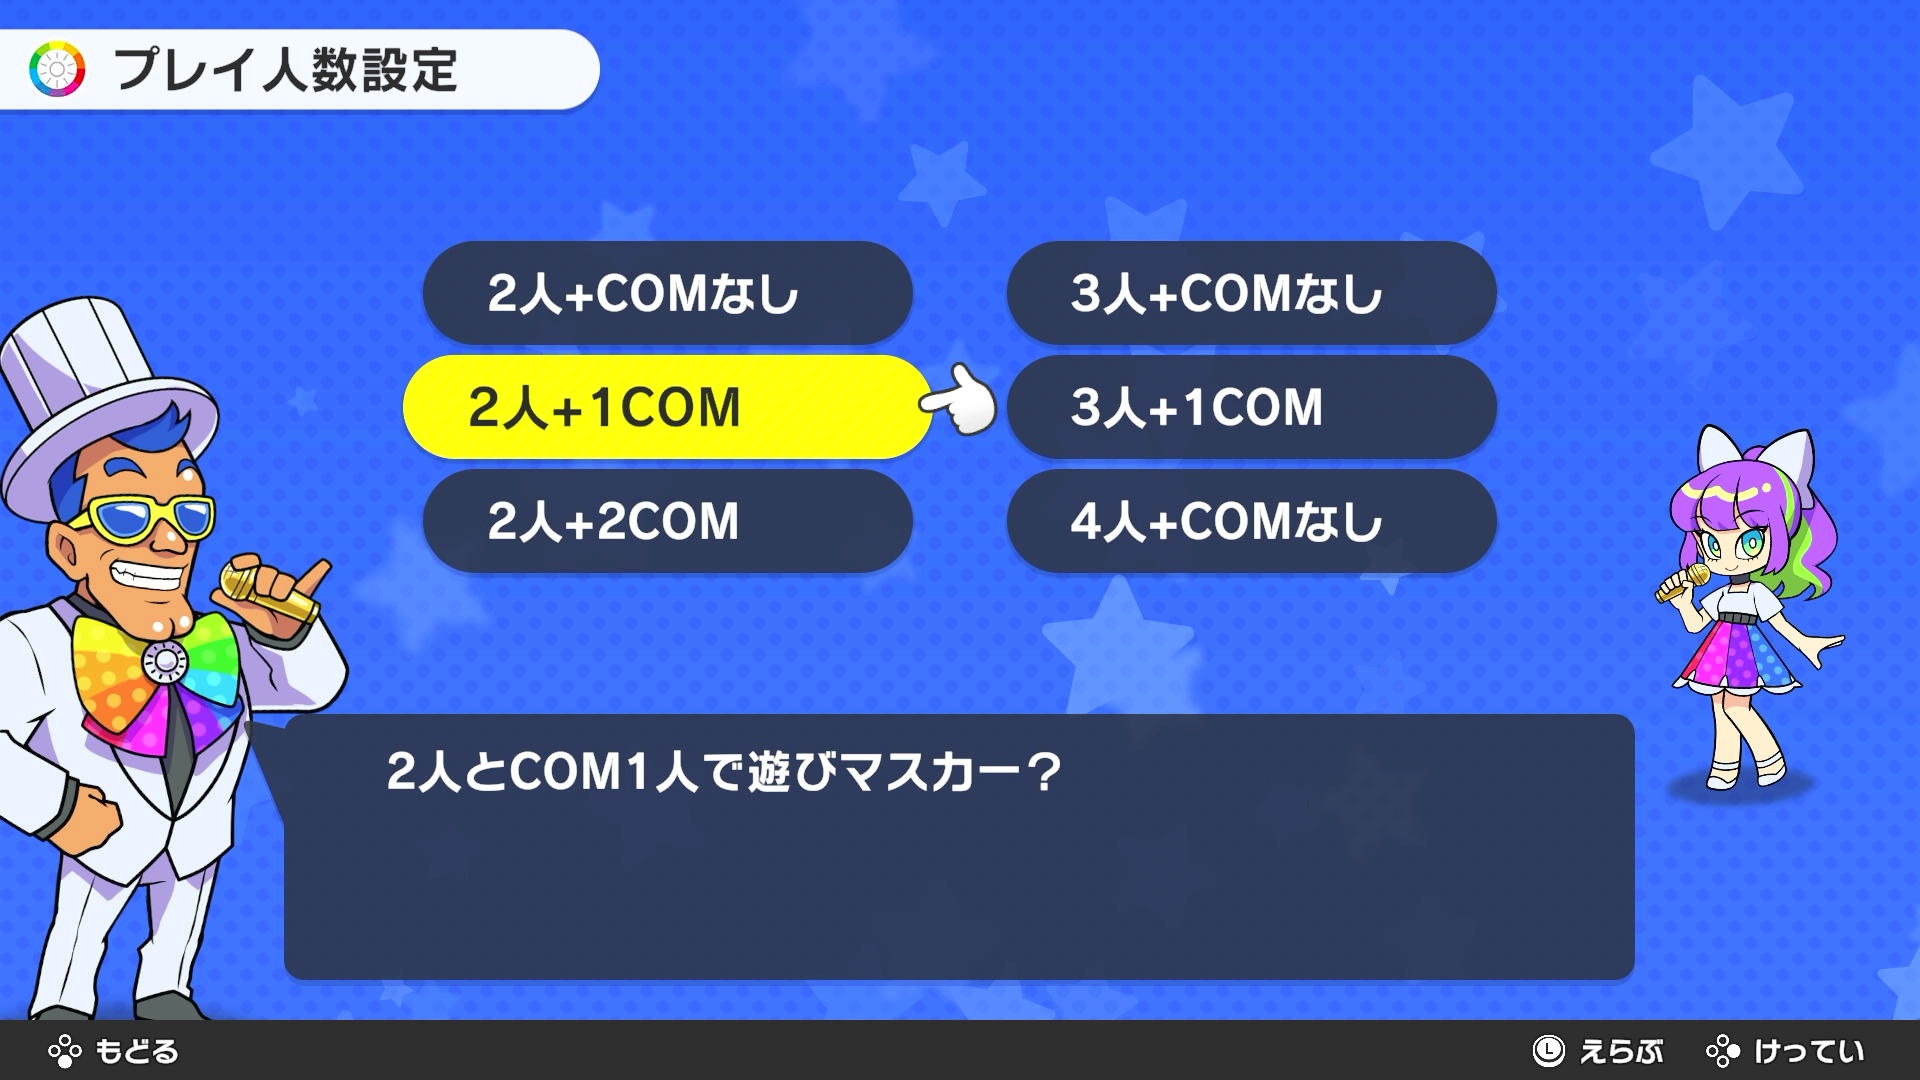 プレイ人数設定
2人+COMなし
3人+COMなし
2人+1COM
3人+1COM
2人+2COM
4人+COMなし
2人とCOM1人で遊びマスカー？
もどる
L えらぶ けってい